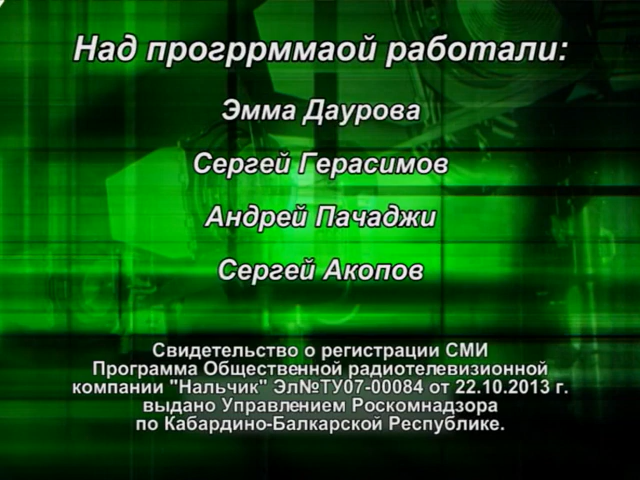 Над прогррммаой работали:
Эмма Даурова
Сергей Герасимов
Андрей Пачаджи
Сергей Акопов
Свидетельство о регистрации СМИ
Программа Общественной радиотелевизионной
компании "Нальчик" Эл№ТУ07-00084 от 22.10.2013 г.
выдано Управлением Роскомнадзора
по Кабардино-Балкарской Республике.